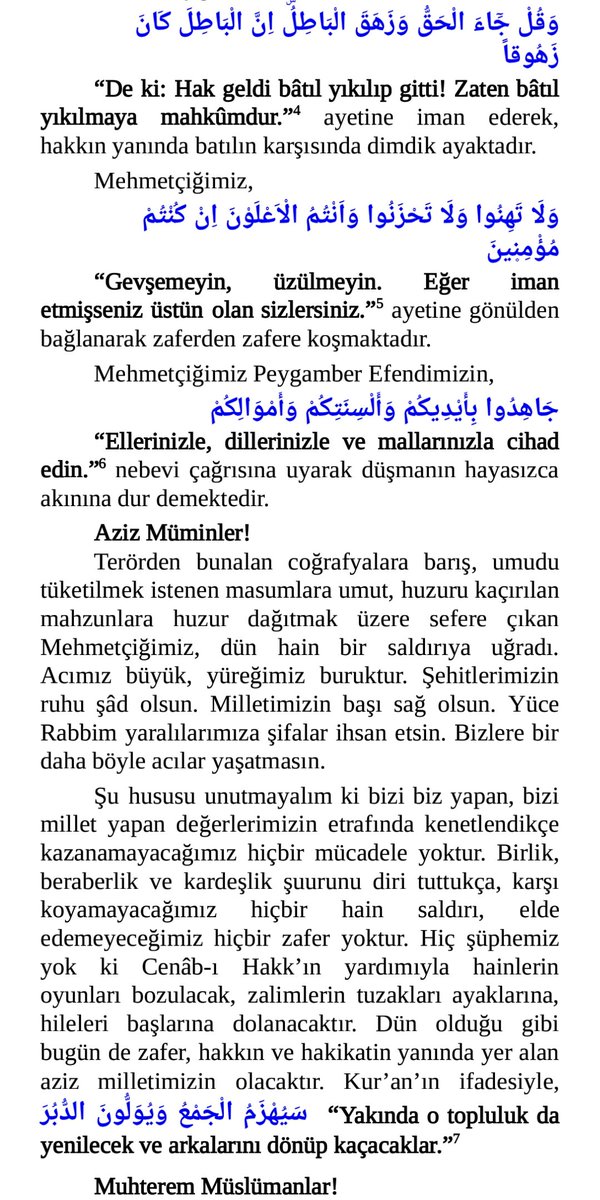 وَقُلْ جَٓاءَ الْحَقُّ وَزَهَقَ الْبَاطِلُۜ اِنَّ الْبَاطِلَ كَانَ
زَهُوقاً
“De ki: Hak geldi bâtıl yıkılıp gitti! Zaten bâtıl
yıkılmaya mahkûmdur.”4 ayetine iman ederek,
hakkın yanında batılın karşısında dimdik ayaktadır.
Mehmetçiğimiz,
وَلَا تَهِنُوا وَلَا تَحْزَنُوا وَاَنْتُمُ الْاَعْلَوْنَ اِنْ كُنْتُمْ
مُؤْمِن۪ينَ
“Gevşemeyin, üzülmeyin. Eğer iman
etmişseniz üstün olan sizlersiniz.”5 ayetine gönülden
bağlanarak zaferden zafere koşmaktadır.
Mehmetçiğimiz Peygamber Efendimizin,
جَاهِدُوا بِأَيْدِيكُمْ وَأَلْسِنَتِكُمْ وَأَمْوَالِكُمْ
“Ellerinizle, dillerinizle ve mallarınızla cihad
edin.”6 nebevi çağrısına uyarak düşmanın hayasızca
akınına dur demektedir.
Aziz Müminler!
Terörden bunalan coğrafyalara barış, umudu
tüketilmek istenen masumlara umut, huzuru kaçırılan
mahzunlara huzur dağıtmak üzere sefere çıkan
Mehmetçiğimiz, dün hain bir saldırıya uğradı.
Acımız büyük, yüreğimiz buruktur. Şehitlerimizin
ruhu şâd olsun. Milletimizin başı sağ olsun. Yüce
Rabbim yaralılarımıza şifalar ihsan etsin. Bizlere bir
daha böyle acılar yaşatmasın.
Şu hususu unutmayalım ki bizi biz yapan, bizi
millet yapan değerlerimizin etrafında kenetlendikçe
kazanamayacağımız hiçbir mücadele yoktur. Birlik,
beraberlik ve kardeşlik şuurunu diri tuttukça, karşı
koyamayacağımız hiçbir hain saldırı, elde
edemeyeceğimiz hiçbir zafer yoktur. Hiç şüphemiz
yok ki Cenâb-ı Hakk’ın yardımıyla hainlerin
oyunları bozulacak, zalimlerin tuzakları ayaklarına,
hileleri başlarına dolanacaktır. Dün olduğu gibi
bugün de zafer, hakkın ve hakikatin yanında yer alan
aziz milletimizin olacaktır. Kur’an’ın ifadesiyle,
سَيُهْزَمُ الْجَمْعُ وَيُوَلُّونَ الدُّبُرَ “Yakında o topluluk da
yenilecek ve arkalarını dönüp kaçacaklar.”7
Muhterem Müslümanlar!